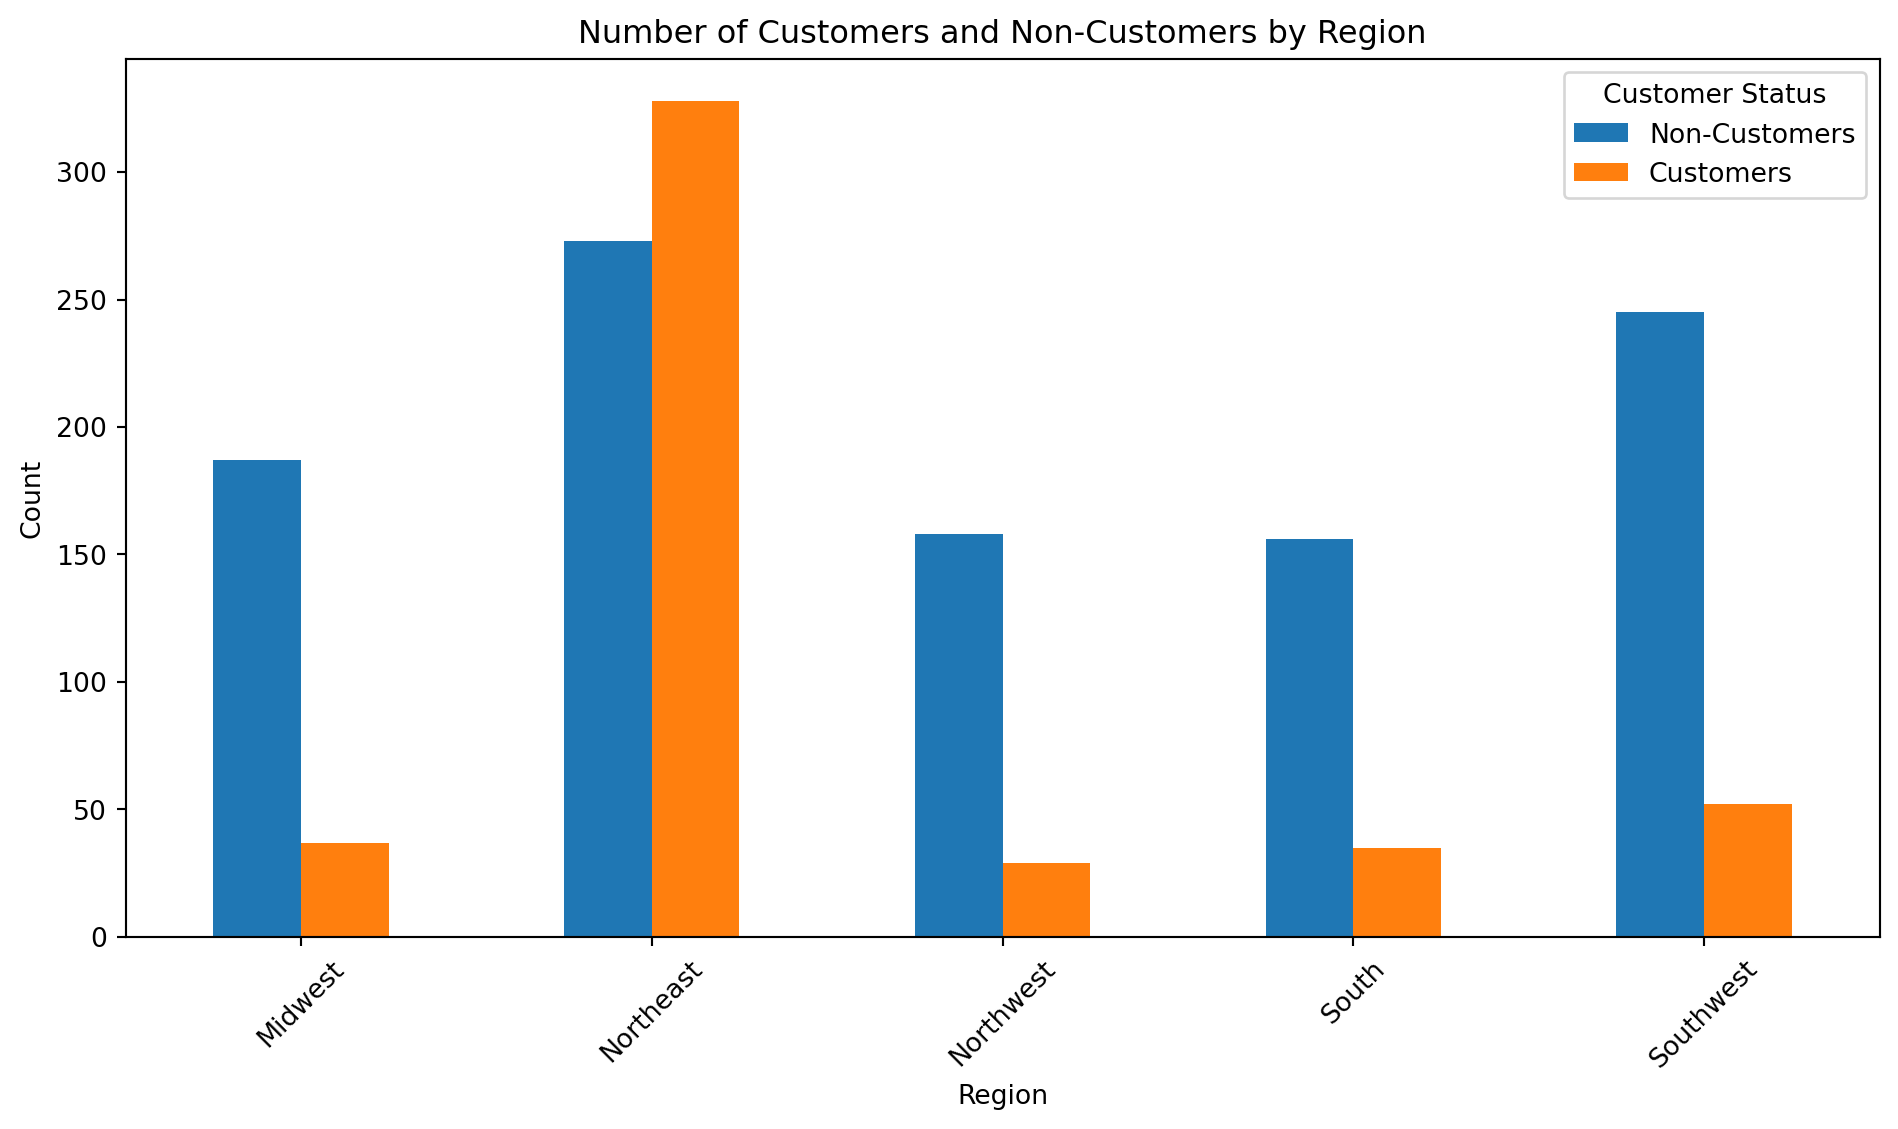 Number of Customers and Non-Customers by Region
Customer Status
Non-Customers
Customers
Count
300
250
200
150
100
50
0
Midwest
Northeast
Northwest
South
Southwest
Region